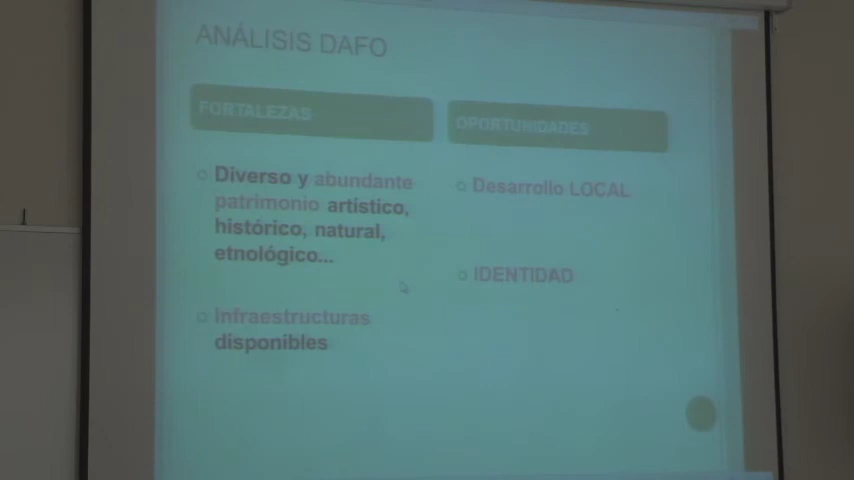 ANÁLISIS DAFO
FORTALEZAS
Diverso y abundante
patrimonio artístico,
histórico, natural,
etnológico...
Infraestructuras
disponibles
OPORTUNIDADES
Desarrollo LOCAL
IDENTIDAD